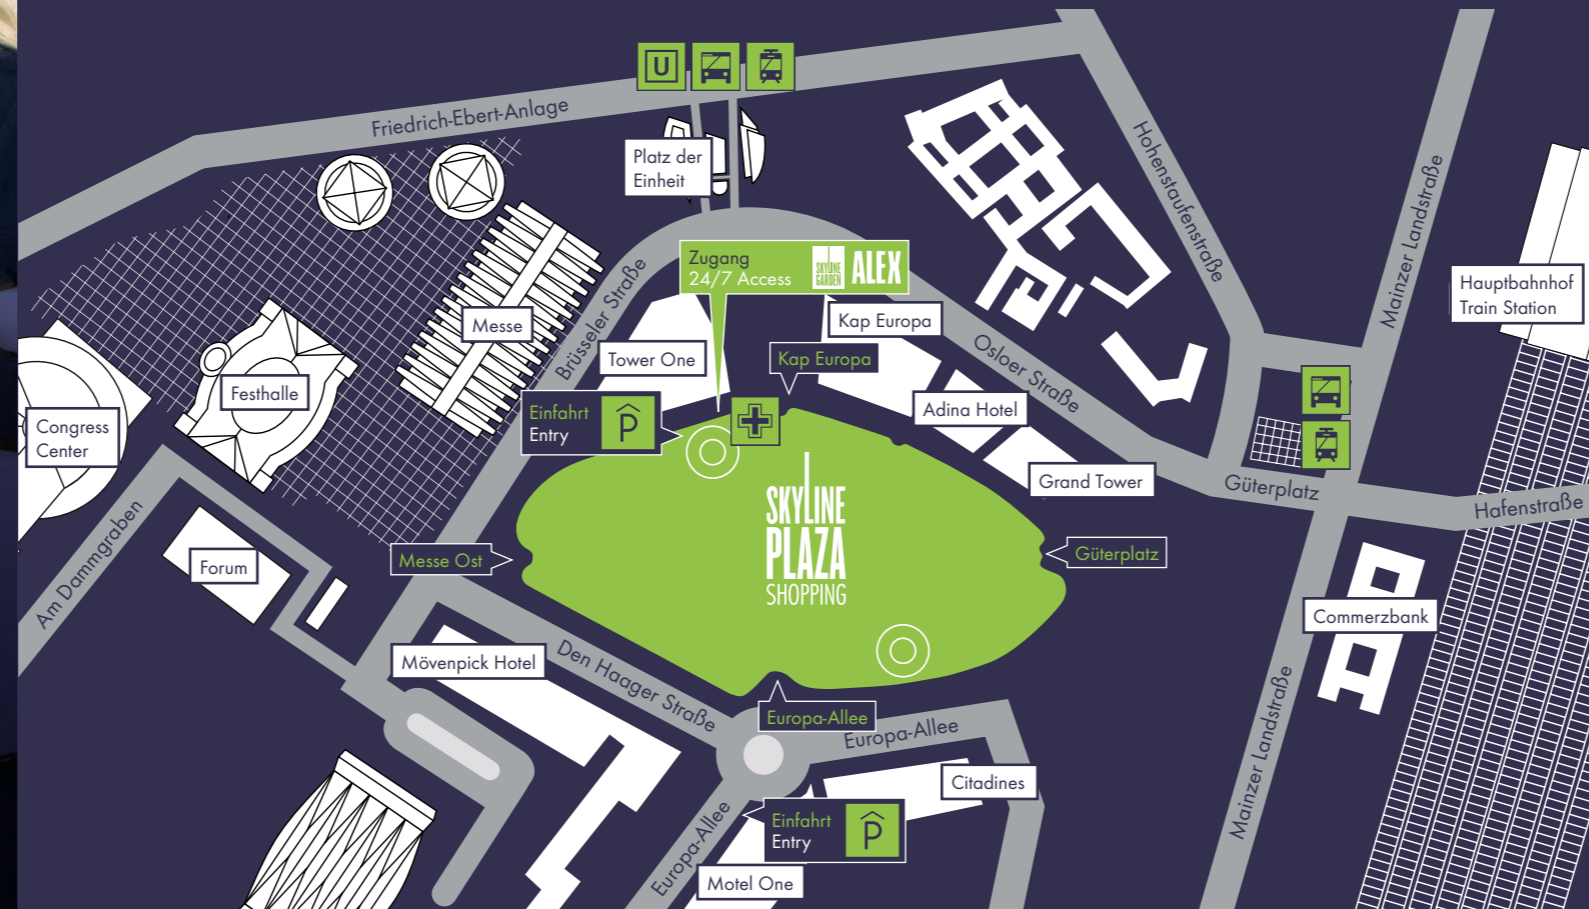 U
Friedrich-Ebert-Anlage
Platz der
Einheit
Hohenstaufenstraße
Mainzer Landstraße
Zugang
24/7 Access
SKYLINE
GARDEN
ALEX
Hauptbahnhof
Train Station
Messe
Brüsseler Straße
Kap Europa
Tower One
Kap Europa
Osloer Straße
Festhalle
Adina Hotel
Einfahrt
Entry
P
Congress
Center
Grand Tower
Güterplatz
Hafenstraße
SKYLINE
PLAZA
SHOPPING
Am Dammgraben
Forum
Messe Ost
Güterplatz
Commerzbank
Mövenpick Hotel
Den Haager Straße
Europa-Allee
Europa-Allee
Mainzer Landstraße
Citadines
Einfahrt
Entry
P
Europa-Allee
Motel One